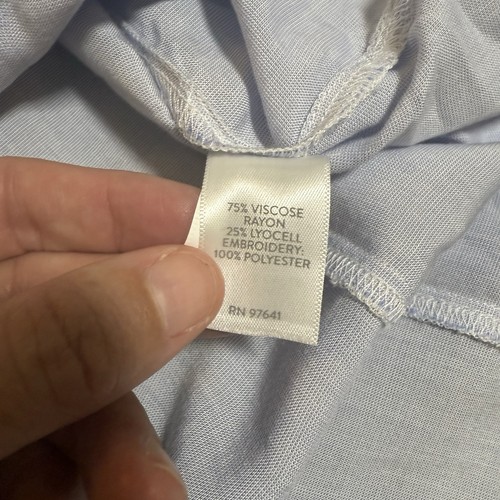 75% VISCOSE
RAYON
25% LYOCELL
EMBROIDERY:
100% POLYESTER
RN 97641